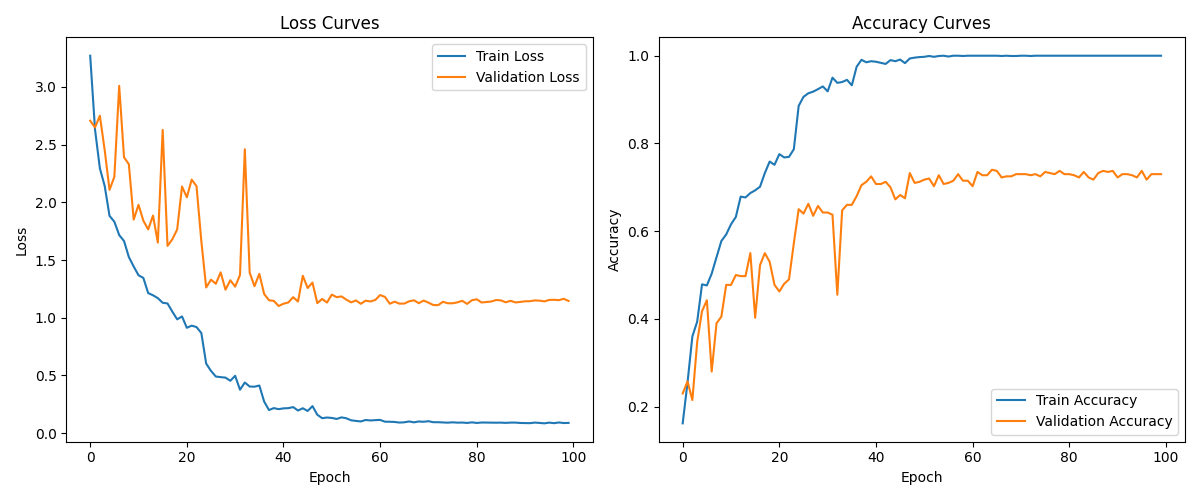 Loss Curves
Train Loss
Validation Loss
Loss
3.0
2.5
2.0
1.5
1.0
0.5
0.0
0 20 40 60 80 100
Epoch
Accuracy Curves
Accuracy
1.0
0.8
0.6
0.4
0.2
Train Accuracy
Validation Accuracy
0 20 40 60 80 100
Epoch